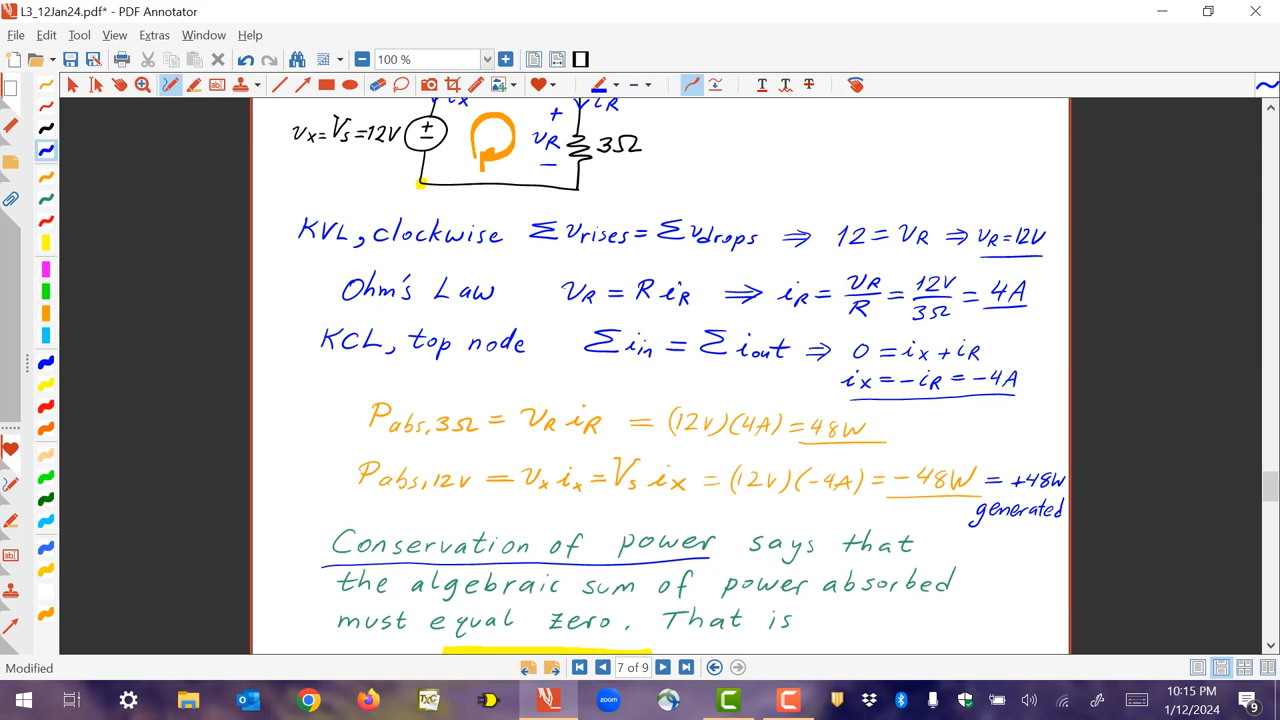 L3_12Jan24.pdf* - PDF Annotator
File Edit Tool View Extras Window Help
100 %
ix
iR
vx = Vs = 12V
+
−
+
vR
−
3Ω
KVL, clockwise Σ vrises = Σ vdrops ⇒ 12 = vR ⇒ vR = 12V
Ohm's Law vR = R iR ⇒ iR = vR/R = 12V/3Ω = 4A
KCL, top node Σ iin = Σ iout ⇒ 0 = ix + iR
ix = −iR = −4A
Pabs,3Ω = vR iR = (12V)(4A) = 48W
Pabs,12V = vx ix = Vs ix = (12V)(−4A) = −48W = +48W
generated
Conservation of power says that
the algebraic sum of power absorbed
must equal zero. That is
Modified
7 of 9
10:15 PM
1/12/2024
zoom
9